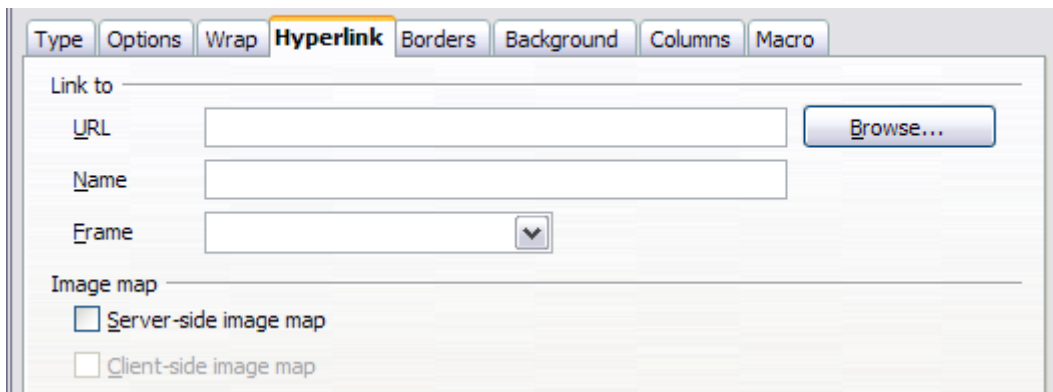 Type Options Wrap Hyperlink Borders Background Columns Macro
Link to
URL Browse...
Name
Frame
Image map
Server-side image map
Client-side image map